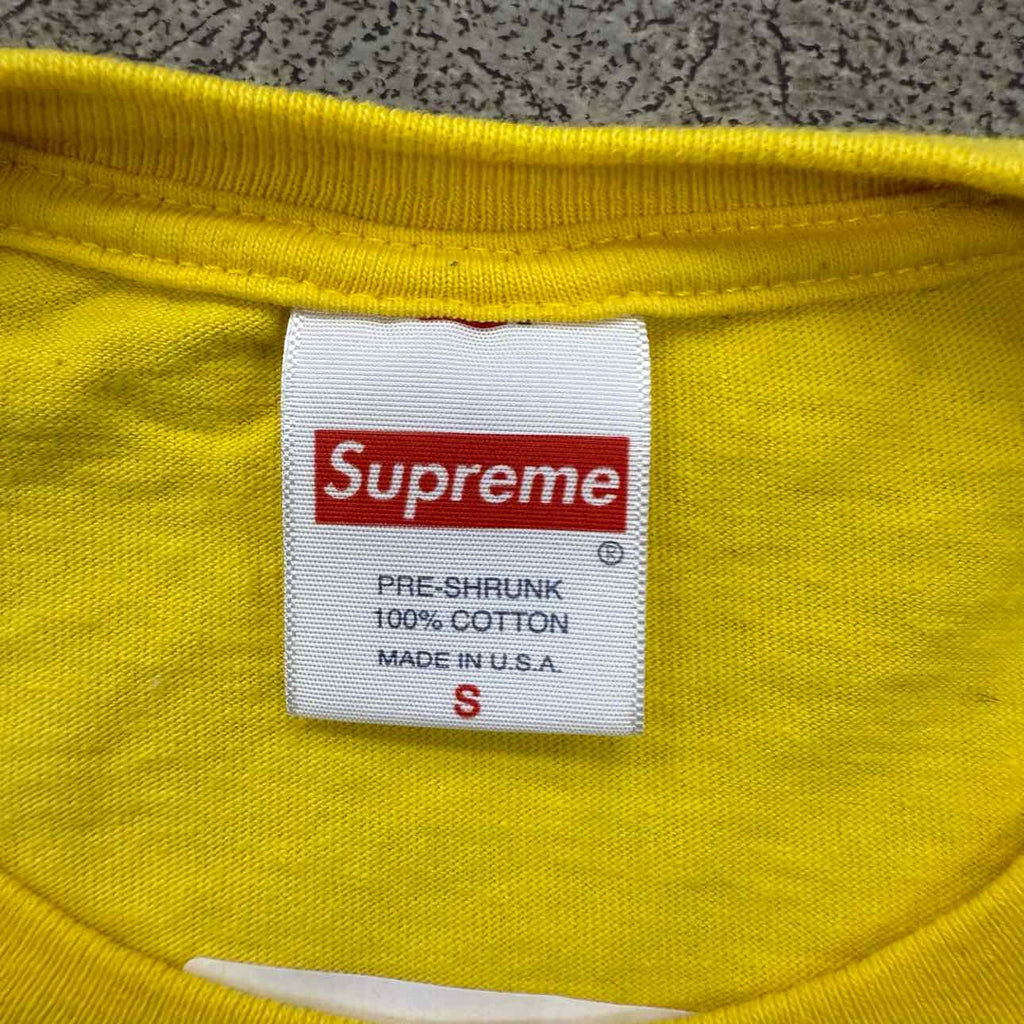 Supreme
®
PRE-SHRUNK
100% COTTON
MADE IN U.S.A.
S